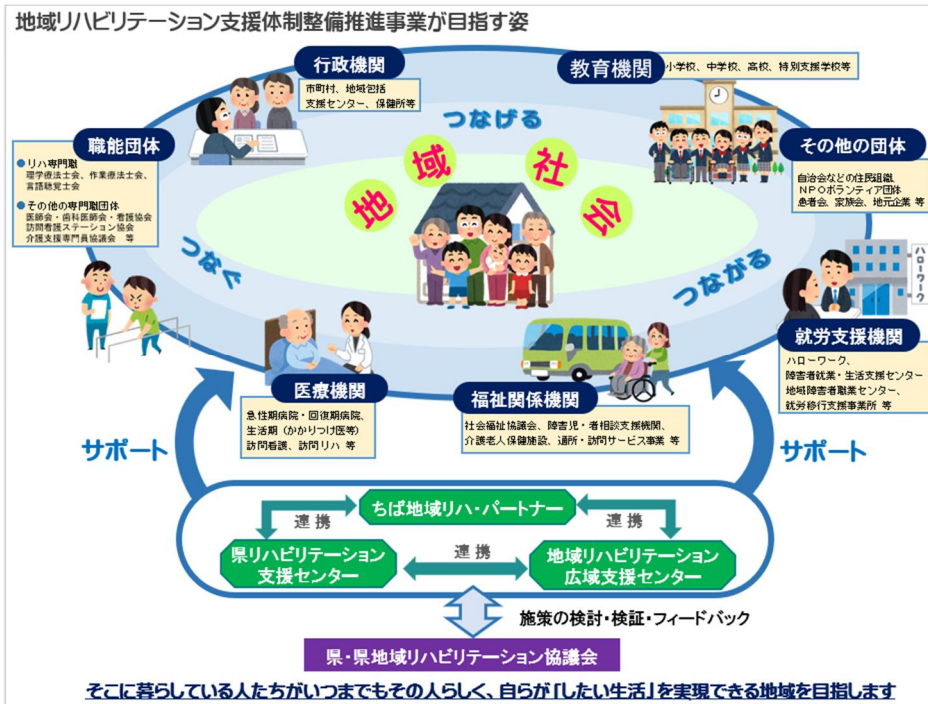 地域リハビリテーション支援体制整備推進事業が目指す姿
行政機関
市町村、地域包括
支援センター、保健所等
教育機関
小学校、中学校、高校、特別支援学校等
職能団体
●リハ専門職
理学療法士会、作業療法士会、
言語聴覚士会
●その他の専門職団体
医師会・歯科医師会・看護協会
訪問看護ステーション協会
介護支援専門員協議会 等
つなげる
地域社会
つなぐ
つながる
その他の団体
自治会などの住民組織、
NPOボランティア団体
患者会、家族会、地元企業 等
ハローワーク
就労支援機関
ハローワーク、
障害者就業・生活支援センター
地域障害者職業センター、
就労移行支援事業所 等
医療機関
急性期病院・回復期病院、
生活期（かかりつけ医等）
訪問看護、訪問リハ 等
福祉関係機関
社会福祉協議会、障害児・者相談支援機関、
介護老人保健施設、通所・訪問サービス事業 等
サポート
サポート
ちば地域リハ・パートナー
連携
連携
県リハビリテーション
支援センター
連携
地域リハビリテーション
広域支援センター
施策の検討・検証・フィードバック
県・県地域リハビリテーション協議会
そこに暮らしている人たちがいつまでもその人らしく、自らが「したい生活」を実現できる地域を目指します